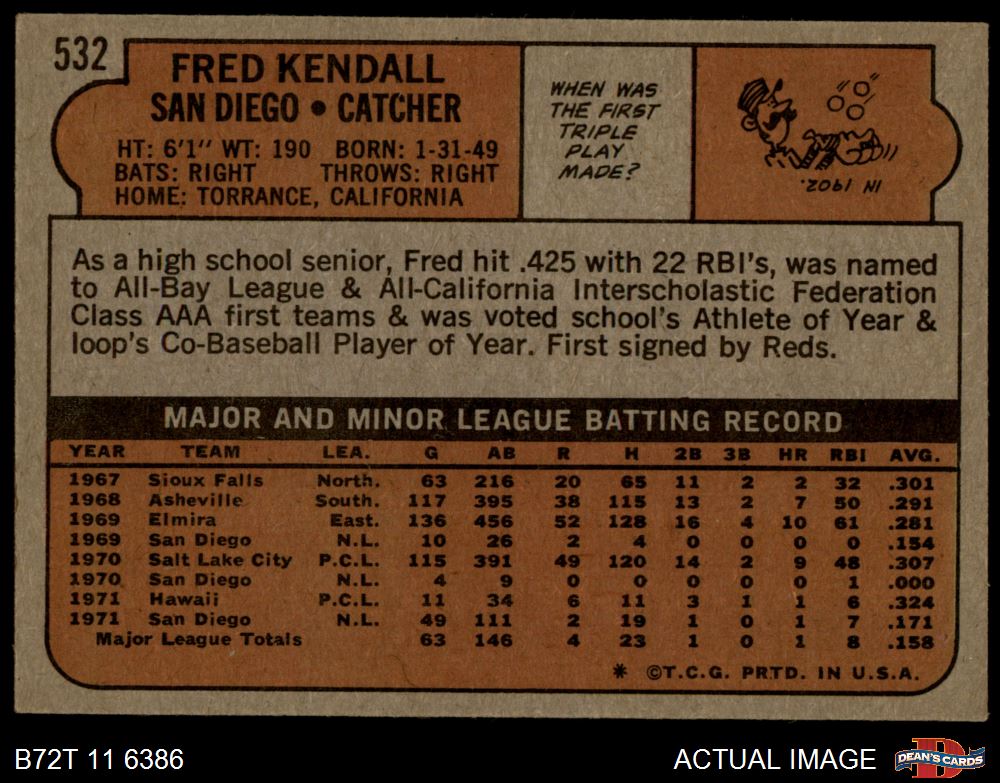 532
FRED KENDALL
SAN DIEGO • CATCHER
HT: 6'1" WT: 190 BORN: 1-31-49
BATS: RIGHT THROWS: RIGHT
HOME: TORRANCE, CALIFORNIA
WHEN WAS
THE FIRST
TRIPLE
PLAY
MADE?
IN 1902.
As a high school senior, Fred hit .425 with 22 RBI's, was named
to All-Bay League & All-California Interscholastic Federation
Class AAA first teams & was voted school's Athlete of Year &
loop's Co-Baseball Player of Year. First signed by Reds.
MAJOR AND MINOR LEAGUE BATTING RECORD
YEAR TEAM LEA. G AB R H 2B 3B HR RBI AVG.
1967 Sioux Falls North. 63 216 20 65 11 2 2 32 .301
1968 Asheville South. 117 395 38 115 13 2 7 50 .291
1969 Elmira East. 136 456 52 128 16 4 10 61 .281
1969 San Diego N.L. 10 26 2 4 0 0 0 0 .154
1970 Salt Lake City P.C.L. 115 391 49 120 14 2 9 48 .307
1970 San Diego N.L. 4 9 0 0 0 0 0 1 .000
1971 Hawaii P.C.L. 11 34 6 11 3 1 1 6 .324
1971 San Diego N.L. 49 111 2 19 1 0 1 7 .171
Major League Totals 63 146 4 23 1 0 1 8 .158
* ©T.C.G. PRTD. IN U.S.A.
B72T 11 6386
ACTUAL IMAGE
D
DEAN'S CARDS